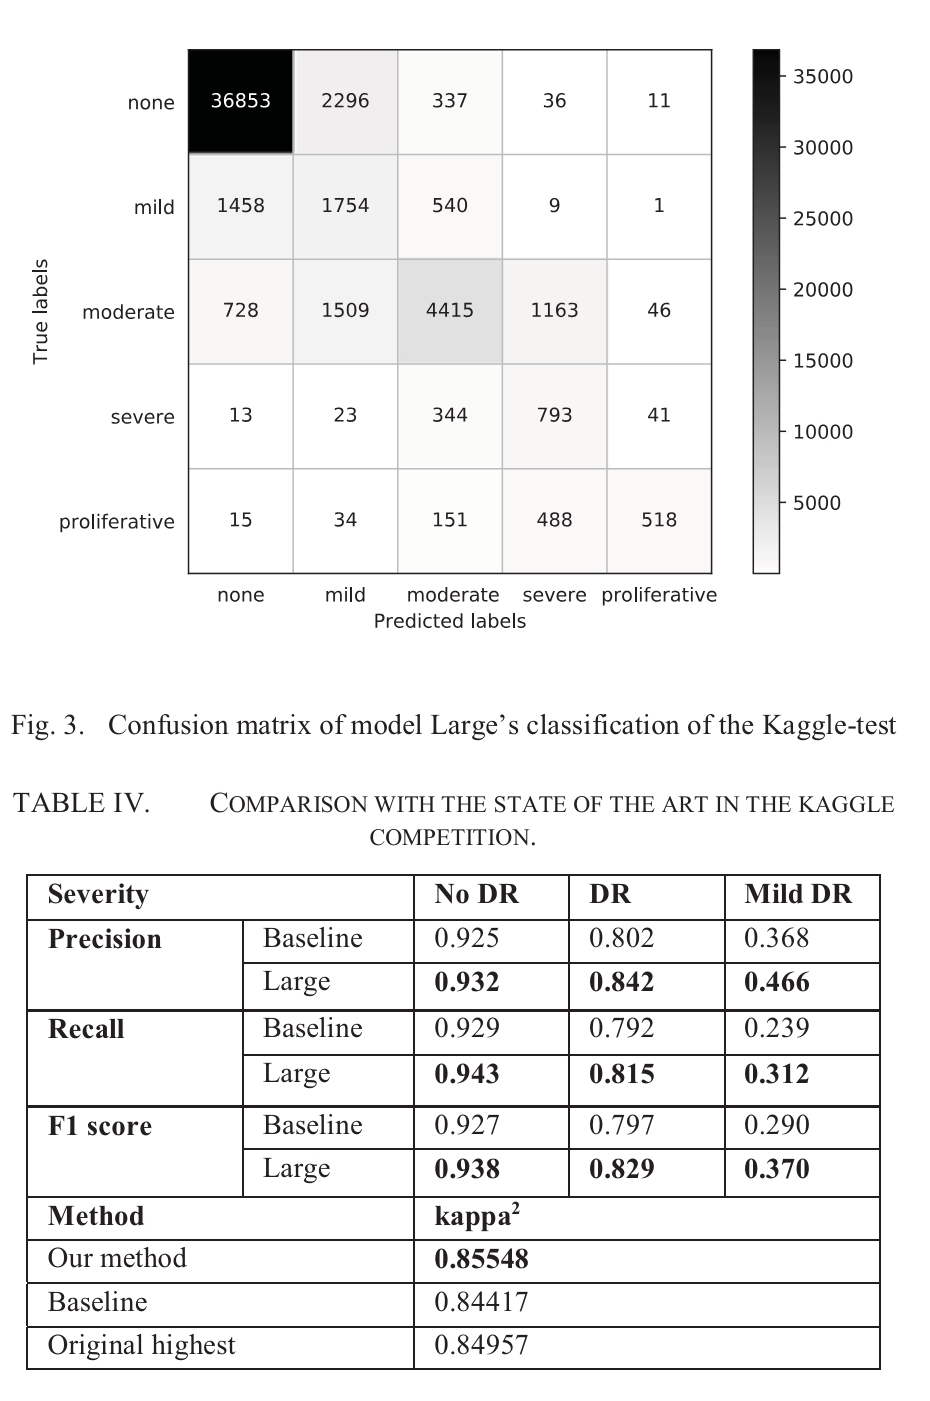 none 36853 2296 337 36 11
mild 1458 1754 540 9 1
moderate 728 1509 4415 1163 46
severe 13 23 344 793 41
proliferative 15 34 151 488 518
True labels
none mild moderate severe proliferative
Predicted labels
35000
30000
25000
20000
15000
10000
5000
Fig. 3. Confusion matrix of model Large’s classification of the Kaggle-test
TABLE IV. COMPARISON WITH THE STATE OF THE ART IN THE KAGGLE
COMPETITION.
Severity No DR DR Mild DR
Precision Baseline 0.925 0.802 0.368
Large 0.932 0.842 0.466
Recall Baseline 0.929 0.792 0.239
Large 0.943 0.815 0.312
F1 score Baseline 0.927 0.797 0.290
Large 0.938 0.829 0.370
Method kappa²
Our method 0.85548
Baseline 0.84417
Original highest 0.84957